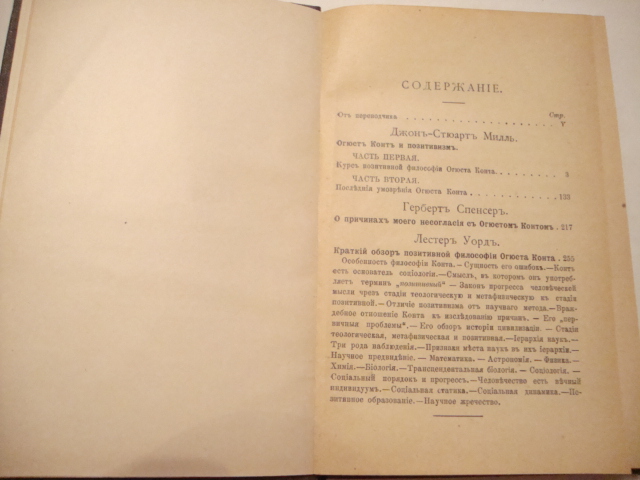 СОДЕРЖАНІЕ.
Стр.
Отъ переводчика . . . . . . . . . . . . . . V
Джонъ-Стюартъ Милль.
Огюстъ Контъ и позитивизмъ.
ЧАСТЬ ПЕРВАЯ.
Курсъ позитивной философіи Огюста Конта. . . . . . . 3
ЧАСТЬ ВТОРАЯ.
Послѣднія умозрѣнія Огюста Конта . . . . . . . . . 133
Гербертъ Спенсеръ.
О причинахъ моего несогласія съ Огюстомъ Контомъ. 217
Лестеръ Уордъ.
Краткій обзоръ позитивной философіи Огюста Конта . 255
Особенность философіи Конта.—Сущность его ошибокъ.—Контъ
есть основатель соціологіи.—Смыслъ, въ которомъ онъ употреб-
ляетъ терминъ „позитивный“ — Законъ прогресса человѣческой
мысли чрезъ стадіи теологическую и метафизическую къ стадіи
позитивной.—Отличіе позитивизма отъ научнаго метода.—Враж-
дебное отношеніе Конта къ изслѣдованію причин. — Его „пер-
вичныя проблемы“.— Его обзоръ исторіи цивилизаціи. — Стадіи
теологическая, метафизическая и позитивная.—Іерархія наукъ.—
Три рода наблюденія.—Признаки мѣста наукъ въ ихъ іерархіи.—
Научное предвидѣніе. — Математика. — Астрономія. — Физика.—
Химія.—Біологія.—Трансцендентальная біологія. — Соціологія. —
Соціальный порядокъ и прогрессъ.—Человѣчество есть вѣчный
индивидуумъ.—Соціальная статика.—Соціальная динамика.—По-
зитивное образованіе.—Научное жречество.